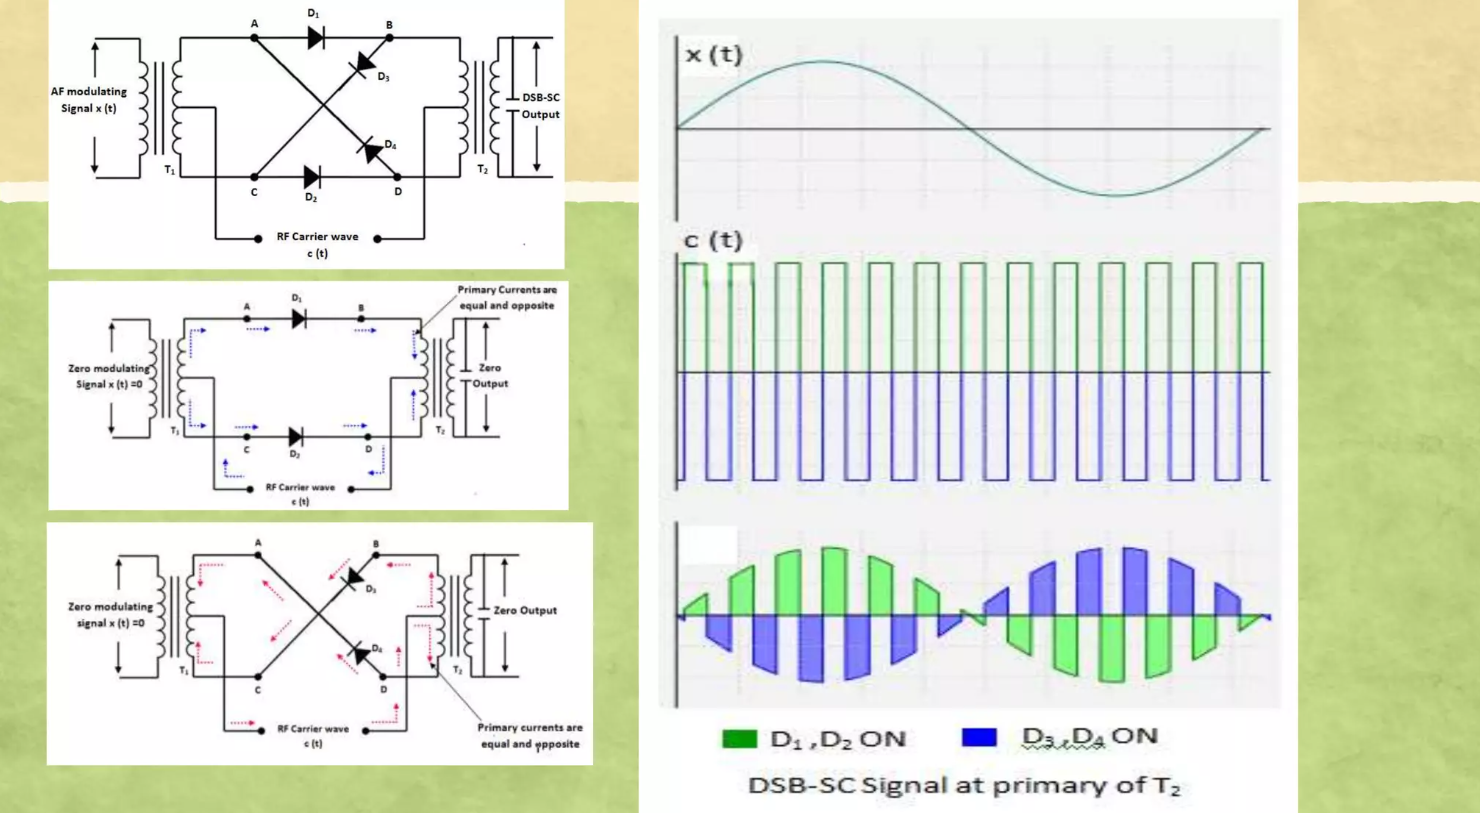 D₁
A
B
D₃
AF modulating
Signal x (t)
DSB-SC
Output
D₄
T₁
T₂
C
D
D₂
RF Carrier wave
c (t)
Primary Currents are
equal and opposite
D₁
A
B
Zero modulating
Signal x (t) =0
Zero
Output
T₁
T₂
C
D
D₂
RF Carrier wave
c (t)
A
B
D₃
Zero modulating
signal x (t) =0
Zero Output
D₄
T₁
T₂
C
D
RF Carrier wave
c (t)
Primary currents are
equal and opposite
x (t)
c (t)
D₁ ,D₂ ON
D₃,D₄ ON
DSB-SC Signal at primary of T₂